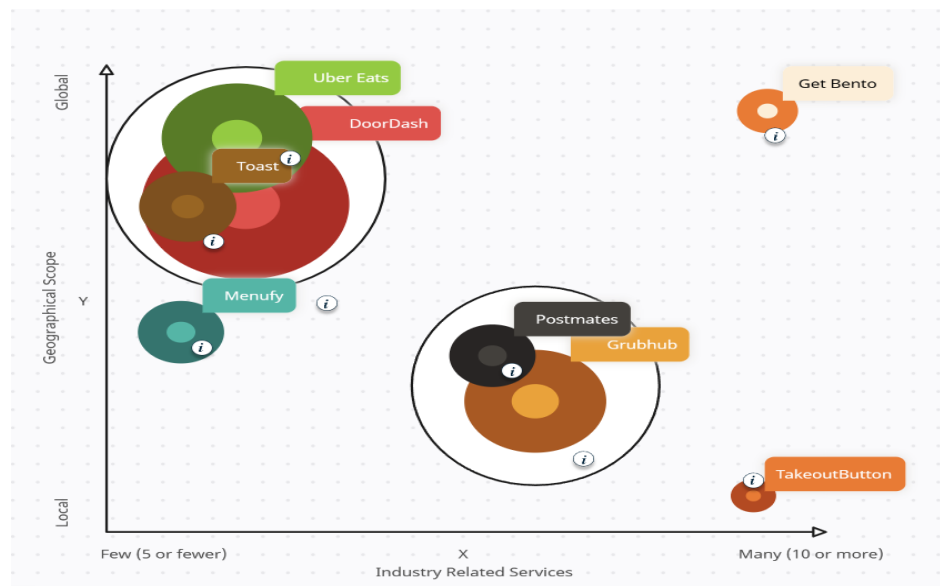 Global
Uber Eats
Get Bento
DoorDash
i
i
Toast
i
Geographical Scope
Y
Menufy
i
Postmates
Grubhub
i
i
i
TakeoutButton
i
Local
Few (5 or fewer)
X
Many (10 or more)
Industry Related Services